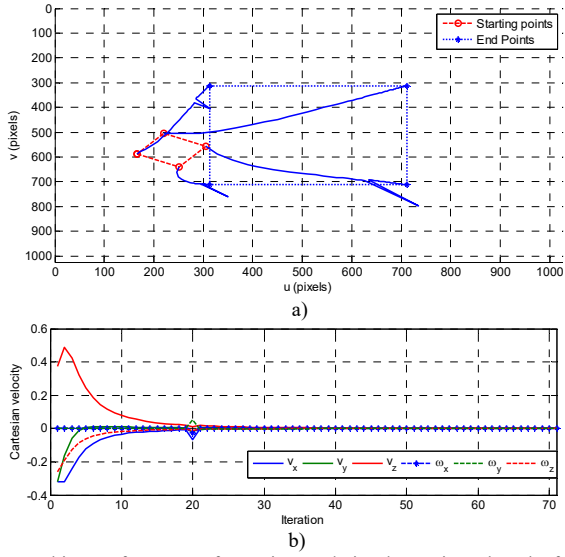 0
100
200
300
400
500
600
700
800
900
1000
v (pixels)
Starting points
End Points
0 100 200 300 400 500 600 700 800 900 1000
u (pixels)
a)
0.6
0.4
0.2
0
-0.2
-0.4
Cartesian velocity
v_x v_y v_z ω_x ω_y ω_z
0 10 20 30 40 50 60 70
Iteration
b)